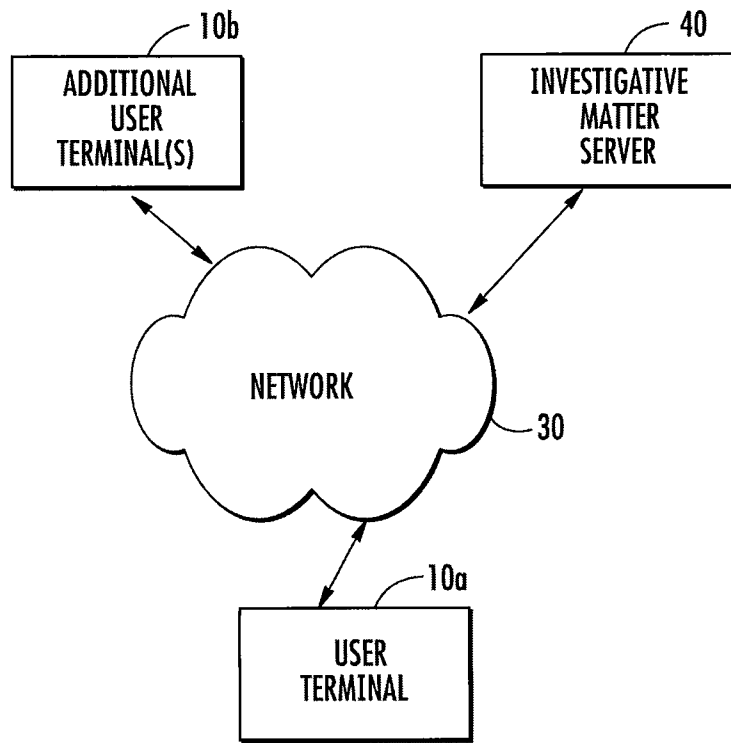 10b
40
ADDITIONAL
USER
TERMINAL(S)
INVESTIGATIVE
MATTER
SERVER
NETWORK
30
10a
USER
TERMINAL